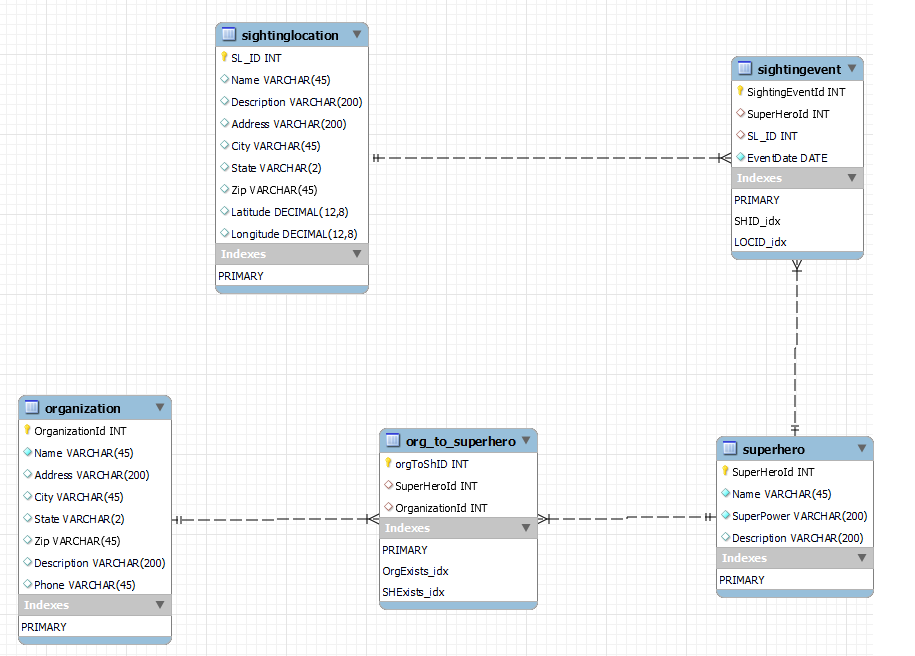 sightinglocation
SL_ID INT
Name VARCHAR(45)
Description VARCHAR(200)
Address VARCHAR(200)
City VARCHAR(45)
State VARCHAR(2)
Zip VARCHAR(45)
Latitude DECIMAL(12,8)
Longitude DECIMAL(12,8)
Indexes
PRIMARY
sightingevent
SightingEventId INT
SuperHeroId INT
SL_ID INT
EventDate DATE
Indexes
PRIMARY
SHID_idx
LOCID_idx
organization
OrganizationId INT
Name VARCHAR(45)
Address VARCHAR(200)
City VARCHAR(45)
State VARCHAR(2)
Zip VARCHAR(45)
Description VARCHAR(200)
Phone VARCHAR(45)
Indexes
PRIMARY
org_to_superhero
orgToShID INT
SuperHeroId INT
OrganizationId INT
Indexes
PRIMARY
OrgExists_idx
SHExists_idx
superhero
SuperHeroId INT
Name VARCHAR(45)
SuperPower VARCHAR(200)
Description VARCHAR(200)
Indexes
PRIMARY